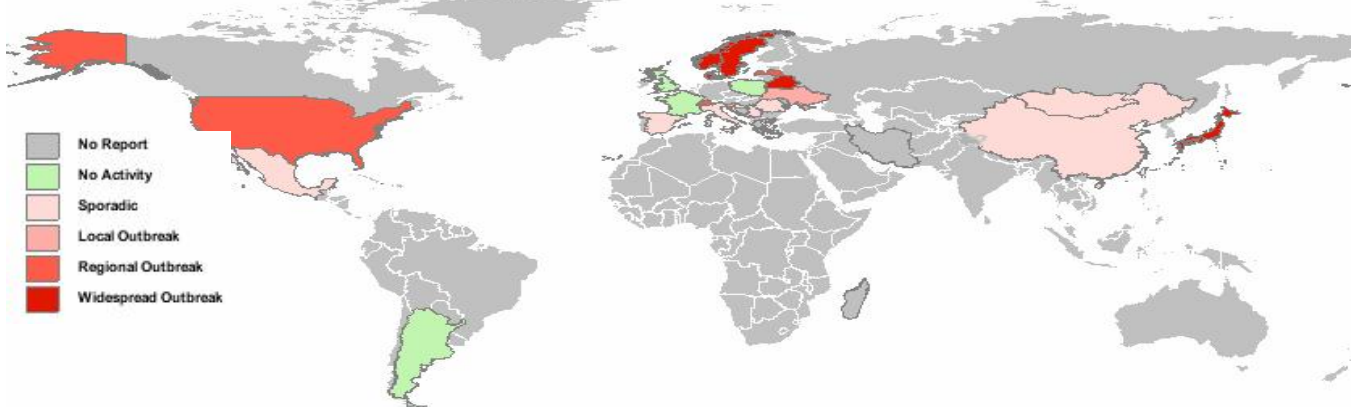 No Report
No Activity
Sporadic
Local Outbreak
Regional Outbreak
Widespread Outbreak